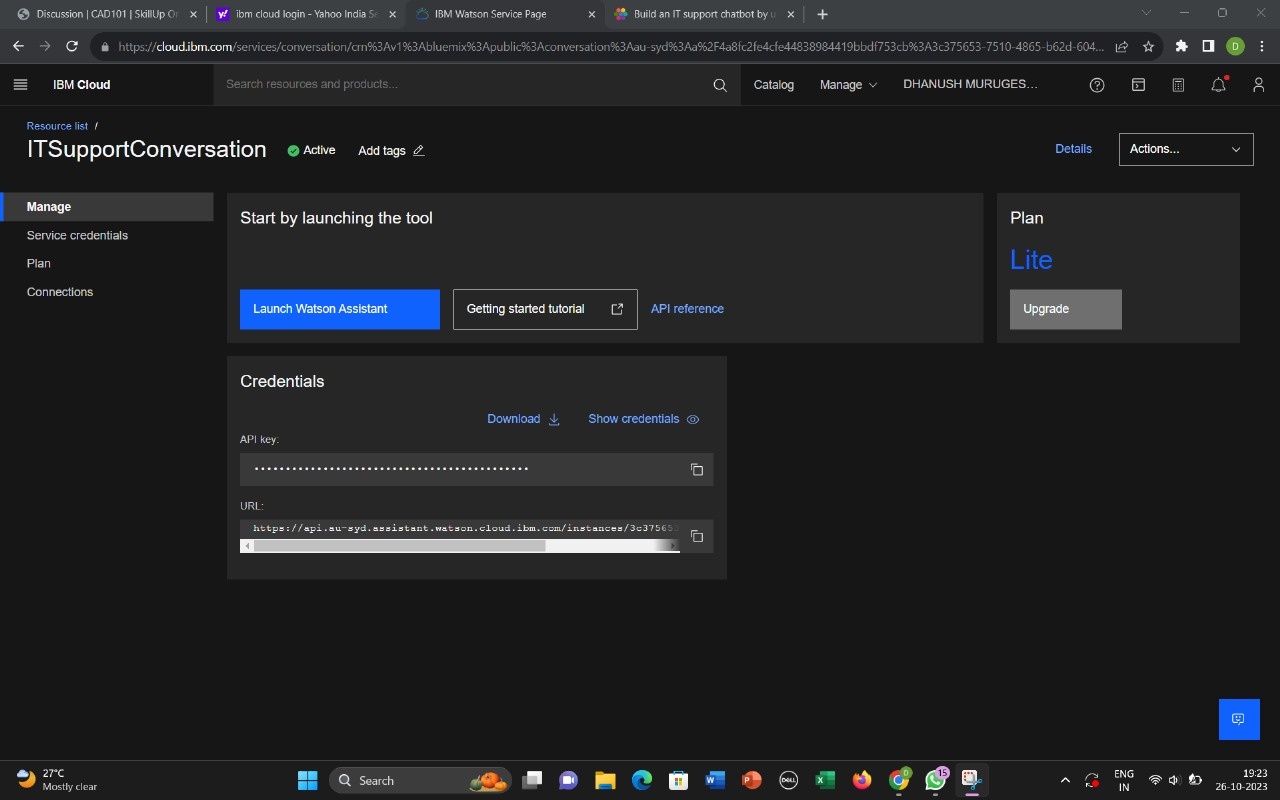 Discussion | CAD101 | SkillUp On
ibm cloud login - Yahoo India Se
IBM Watson Service Page
Build an IT support chatbot by u
https://cloud.ibm.com/services/conversation/crn%3Av1%3Abluemix%3Apublic%3Aconversation%3Aau-syd%3Aa%2F4a8fc2fe4cfe44838984419bbdf753cb%3A3c375653-7510-4865-b62d-604...
D
IBM Cloud
Search resources and products...
Catalog
Manage
DHANUSH MURUGES...
Resource list /
ITSupportConversation
Active
Add tags
Details
Actions...
Manage
Service credentials
Plan
Connections
Start by launching the tool
Launch Watson Assistant
Getting started tutorial
API reference
Plan
Lite
Upgrade
Credentials
Download
Show credentials
API key:
URL:
https://api.au-syd.assistant.watson.cloud.ibm.com/instances/3c375653
27°C
Mostly clear
Search
DELL
D
15
ENG
IN
19:23
26-10-2023